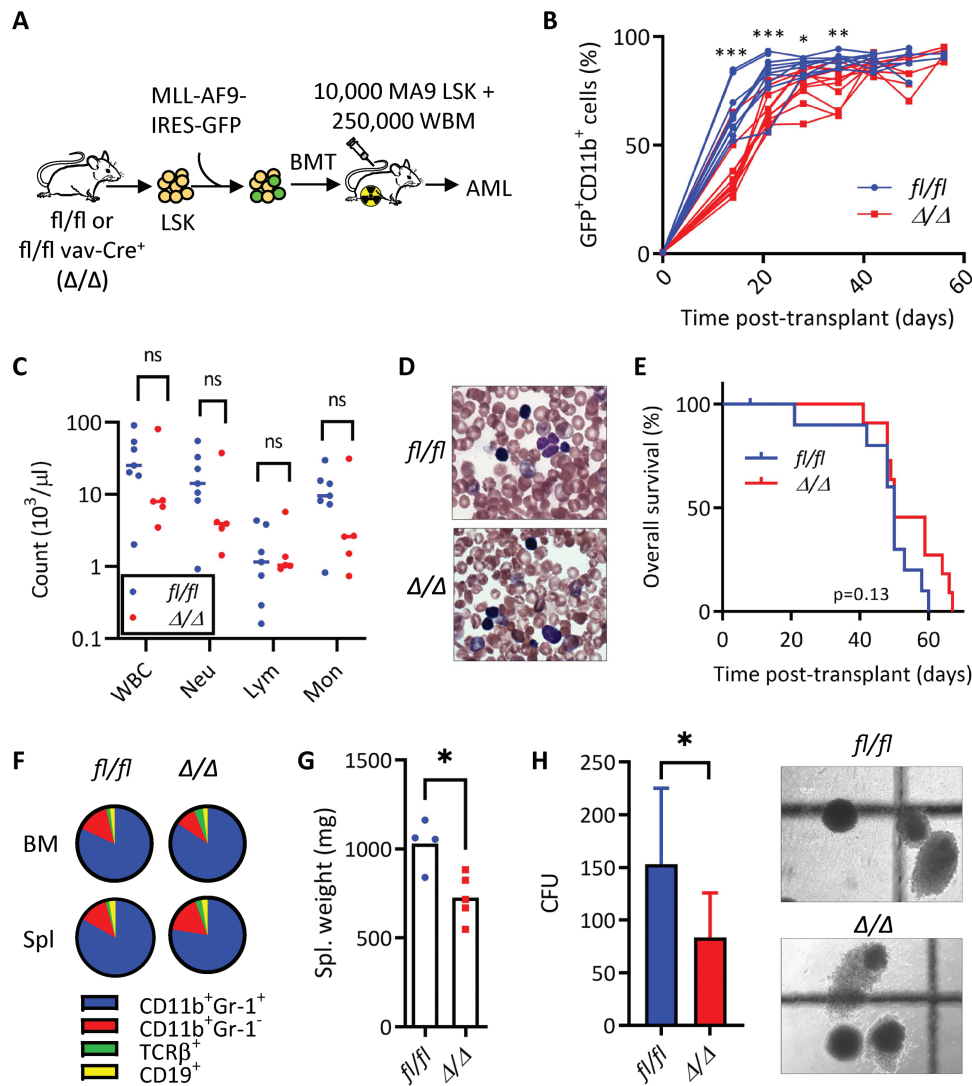 A
MLL-AF9-
IRES-GFP
10,000 MA9 LSK +
250,000 WBM
BMT
AML
LSK
fl/fl or
fl/fl vav-Cre⁺
(Δ/Δ)
B
GFP⁺CD11b⁺ cells (%)
100
50
0
*** *** * **
fl/fl
Δ/Δ
0 20 40 60
Time post-transplant (days)
C
Count (10³/µl)
100
10
1
0.1
ns
ns
ns
ns
fl/fl
Δ/Δ
WBC
Neu
Lym
Mon
D
fl/fl
Δ/Δ
E
Overall survival (%)
100
50
0
fl/fl
Δ/Δ
p=0.13
0 20 40 60
Time post-transplant (days)
F
fl/fl Δ/Δ
BM
Spl
CD11b⁺Gr-1⁺
CD11b⁺Gr-1⁻
TCRβ⁺
CD19⁺
G
Spl. weight (mg)
1500
1000
500
0
*
fl/fl
Δ/Δ
H
CFU
250
200
150
100
50
0
*
fl/fl
Δ/Δ
fl/fl
Δ/Δ